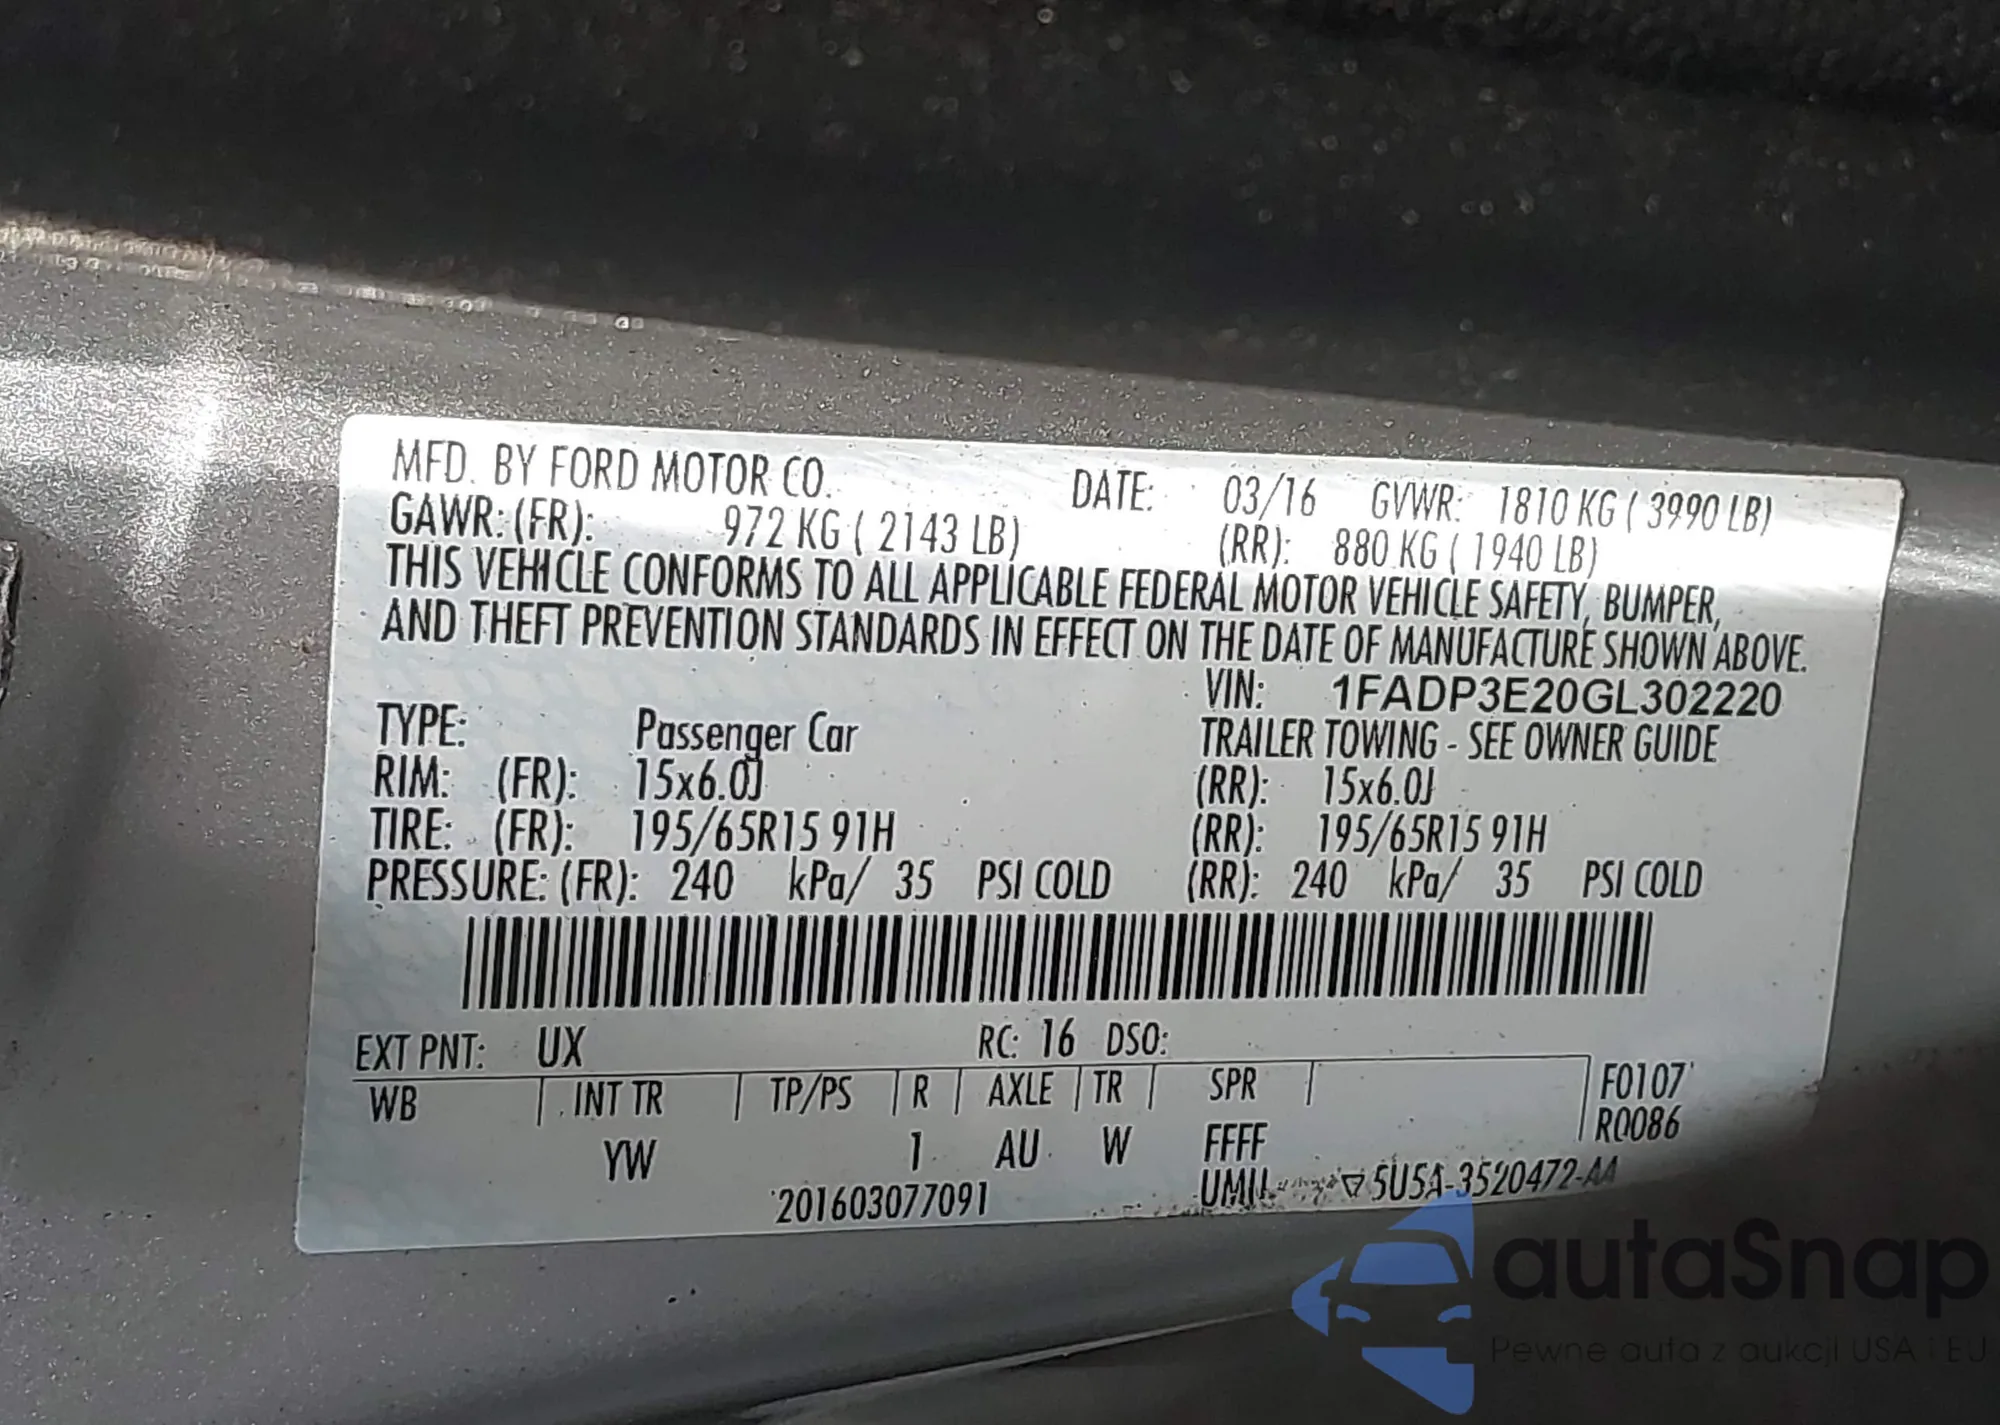 MFD. BY FORD MOTOR CO. DATE: 03/16 GVWR: 1810 KG ( 3990 LB)
GAWR: (FR): 972 KG ( 2143 LB) (RR): 880 KG ( 1940 LB)
THIS VEHICLE CONFORMS TO ALL APPLICABLE FEDERAL MOTOR VEHICLE SAFETY, BUMPER,
AND THEFT PREVENTION STANDARDS IN EFFECT ON THE DATE OF MANUFACTURE SHOWN ABOVE.
VIN: 1FADP3E20GL302220
TYPE: Passenger Car TRAILER TOWING - SEE OWNER GUIDE
RIM: (FR): 15x6.0J (RR): 15x6.0J
TIRE: (FR): 195/65R15 91H (RR): 195/65R15 91H
PRESSURE: (FR): 240 kPa/ 35 PSI COLD (RR): 240 kPa/ 35 PSI COLD
EXT PNT: UX RC: 16 DSO:
WB INT TR TP/PS R AXLE TR SPR F0107
R0086
YW 1 AU W FFFF
201603077091 5U5A-3520472-AA
autaSnap
Pewne auta z aukcji USA i EU